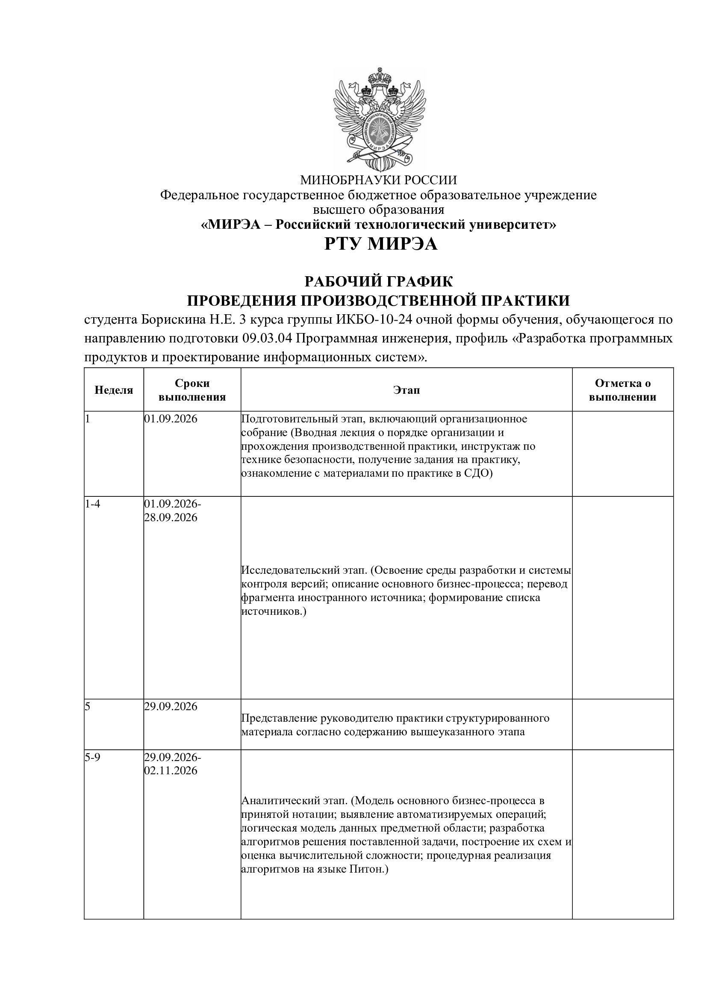 РОССИЙСКИЙ ТЕХНОЛОГИЧЕСКИЙ УНИВЕРСИТЕТ
МИРЭА
МИНОБРНАУКИ РОССИИ
Федеральное государственное бюджетное образовательное учреждение
высшего образования
«МИРЭА – Российский технологический университет»
РТУ МИРЭА
РАБОЧИЙ ГРАФИК
ПРОВЕДЕНИЯ ПРОИЗВОДСТВЕННОЙ ПРАКТИКИ
студента Борискина Н.Е. 3 курса группы ИКБО-10-24 очной формы обучения, обучающегося по
направлению подготовки 09.03.04 Программная инженерия, профиль «Разработка программных
продуктов и проектирование информационных систем».
Неделя
Сроки
выполнения
Этап
Отметка о
выполнении
1
01.09.2026
Подготовительный этап, включающий организационное
собрание (Вводная лекция о порядке организации и
прохождения производственной практики, инструктаж по
технике безопасности, получение задания на практику,
ознакомление с материалами по практике в СДО)
1-4
01.09.2026-
28.09.2026
Исследовательский этап. (Освоение среды разработки и системы
контроля версий; описание основного бизнес-процесса; перевод
фрагмента иностранного источника; формирование списка
источников.)
5
29.09.2026
Представление руководителю практики структурированного
материала согласно содержанию вышеуказанного этапа
5-9
29.09.2026-
02.11.2026
Аналитический этап. (Модель основного бизнес-процесса в
принятой нотации; выявление автоматизируемых операций;
логическая модель данных предметной области; разработка
алгоритмов решения поставленной задачи, построение их схем и
оценка вычислительной сложности; процедурная реализация
алгоритмов на языке Питон.)